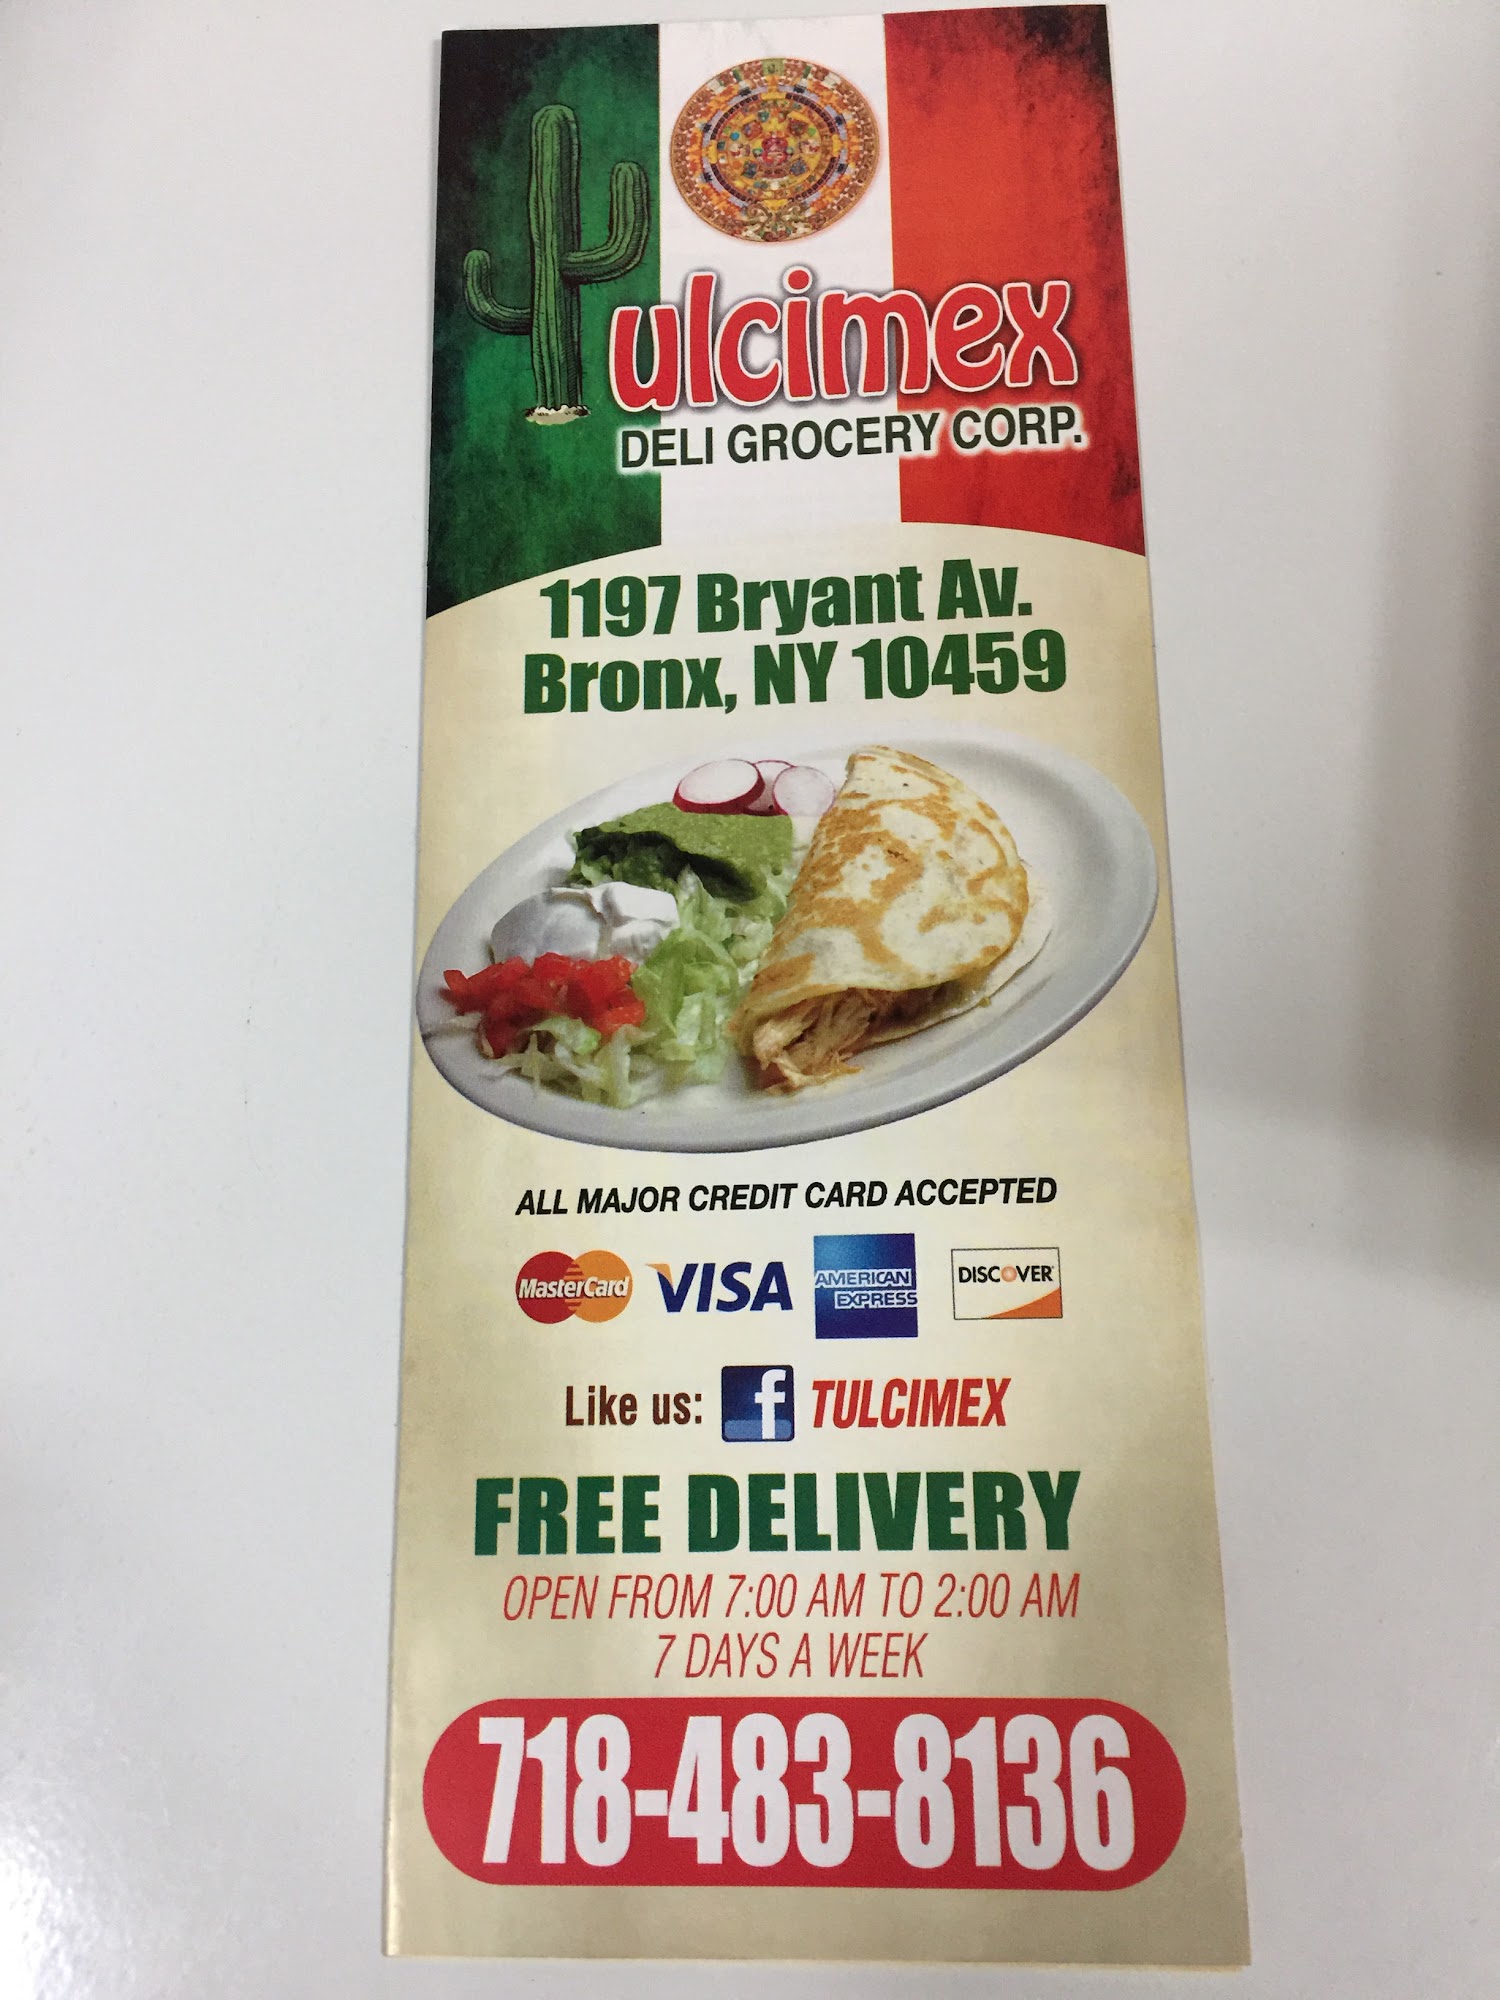 Tulcimex
DELI GROCERY CORP.
1197 Bryant Av.
Bronx, NY 10459
ALL MAJOR CREDIT CARD ACCEPTED
MasterCard VISA AMERICAN EXPRESS DISCOVER
Like us: f TULCIMEX
FREE DELIVERY
OPEN FROM 7:00 AM TO 2:00 AM
7 DAYS A WEEK
718-483-8136